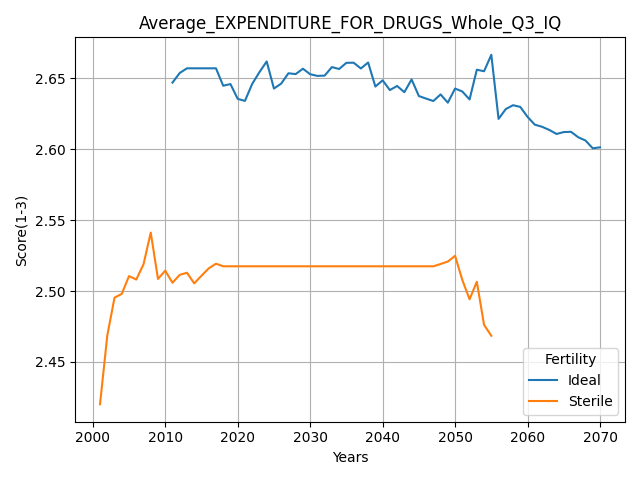 Average_EXPENDITURE_FOR_DRUGS_Whole_Q3_IQ
Score(1-3)
2.65
2.60
2.55
2.50
2.45
2000 2010 2020 2030 2040 2050 2060 2070
Years
Fertility
Ideal
Sterile